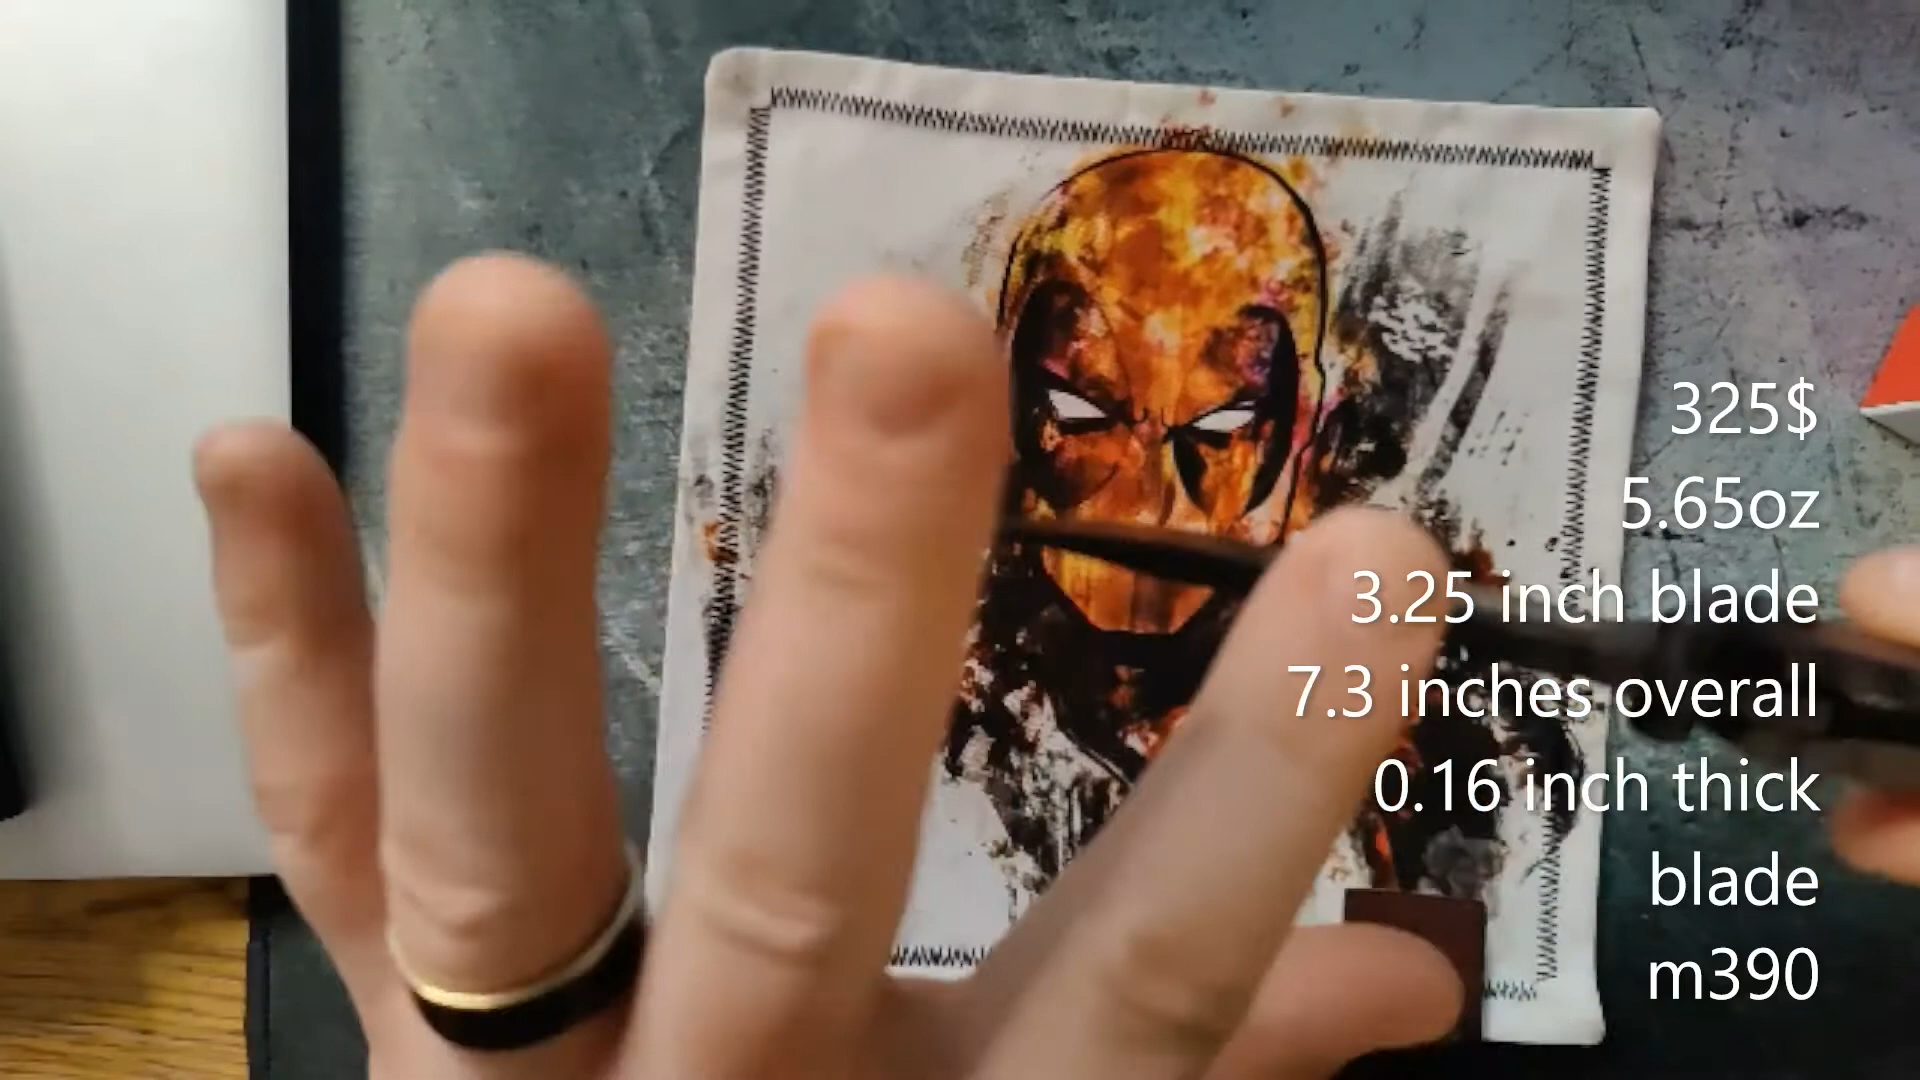 325$
5.65oz
3.25 inch blade
7.3 inches overall
0.16 inch thick
blade
m390